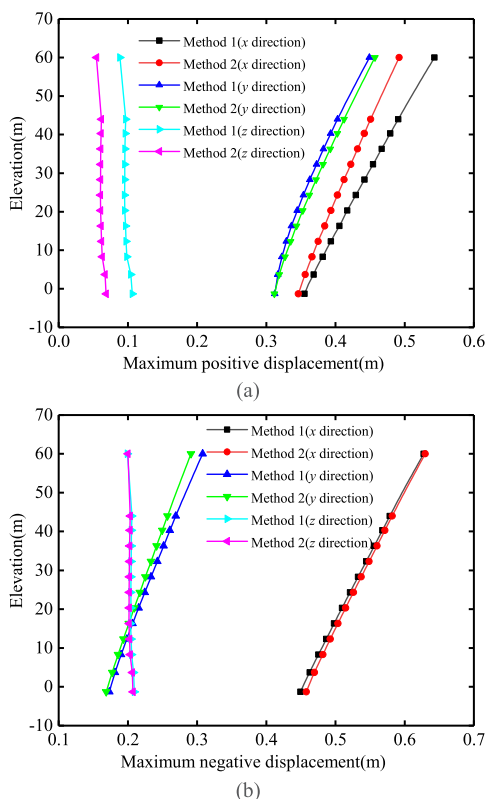 (a)
70
60
50
40
30
20
10
0
-10
Elevation(m)
Method 1(x direction)
Method 2(x direction)
Method 1(y direction)
Method 2(y direction)
Method 1(z direction)
Method 2(z direction)
0.0 0.1 0.2 0.3 0.4 0.5 0.6
Maximum positive displacement(m)
(a)
70
60
50
40
30
20
10
0
-10
Elevation(m)
Method 1(x direction)
Method 2(x direction)
Method 1(y direction)
Method 2(y direction)
Method 1(z direction)
Method 2(z direction)
0.1 0.2 0.3 0.4 0.5 0.6 0.7
Maximum negative displacement(m)
(b)